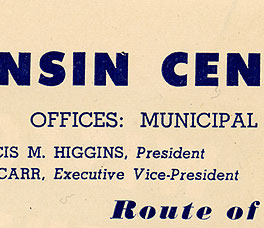 NSIN CEN
OFFICES: MUNICIPAL
CIS M. HIGGINS, President
CARR, Executive Vice-President
Route of